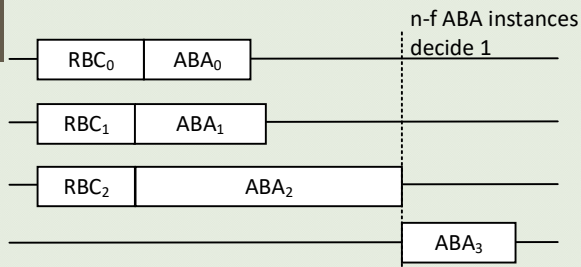 n-f ABA instances
decide 1
RBC₀ ABA₀
RBC₁ ABA₁
RBC₂ ABA₂
ABA₃